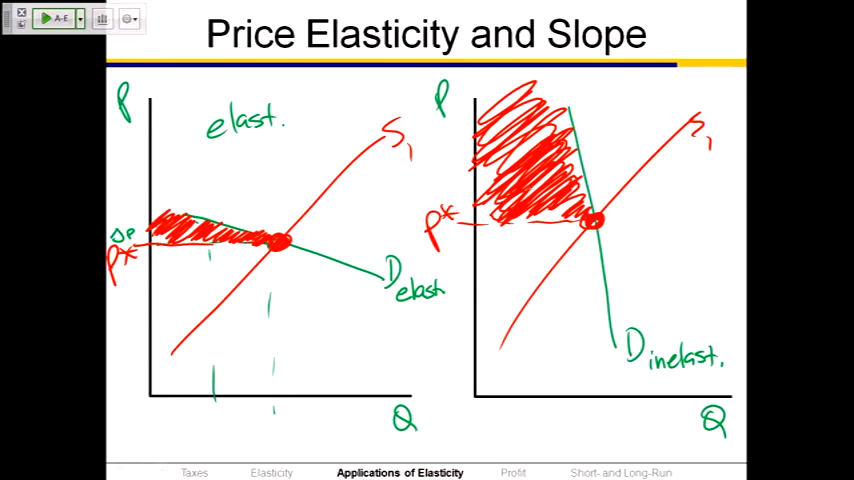 A-E
Price Elasticity and Slope
P
elast.
S1
ΔP
P*
Delast.
Q
P
S1
P*
Dinelast.
Q
Taxes Elasticity Applications of Elasticity Profit Short- and Long-Run